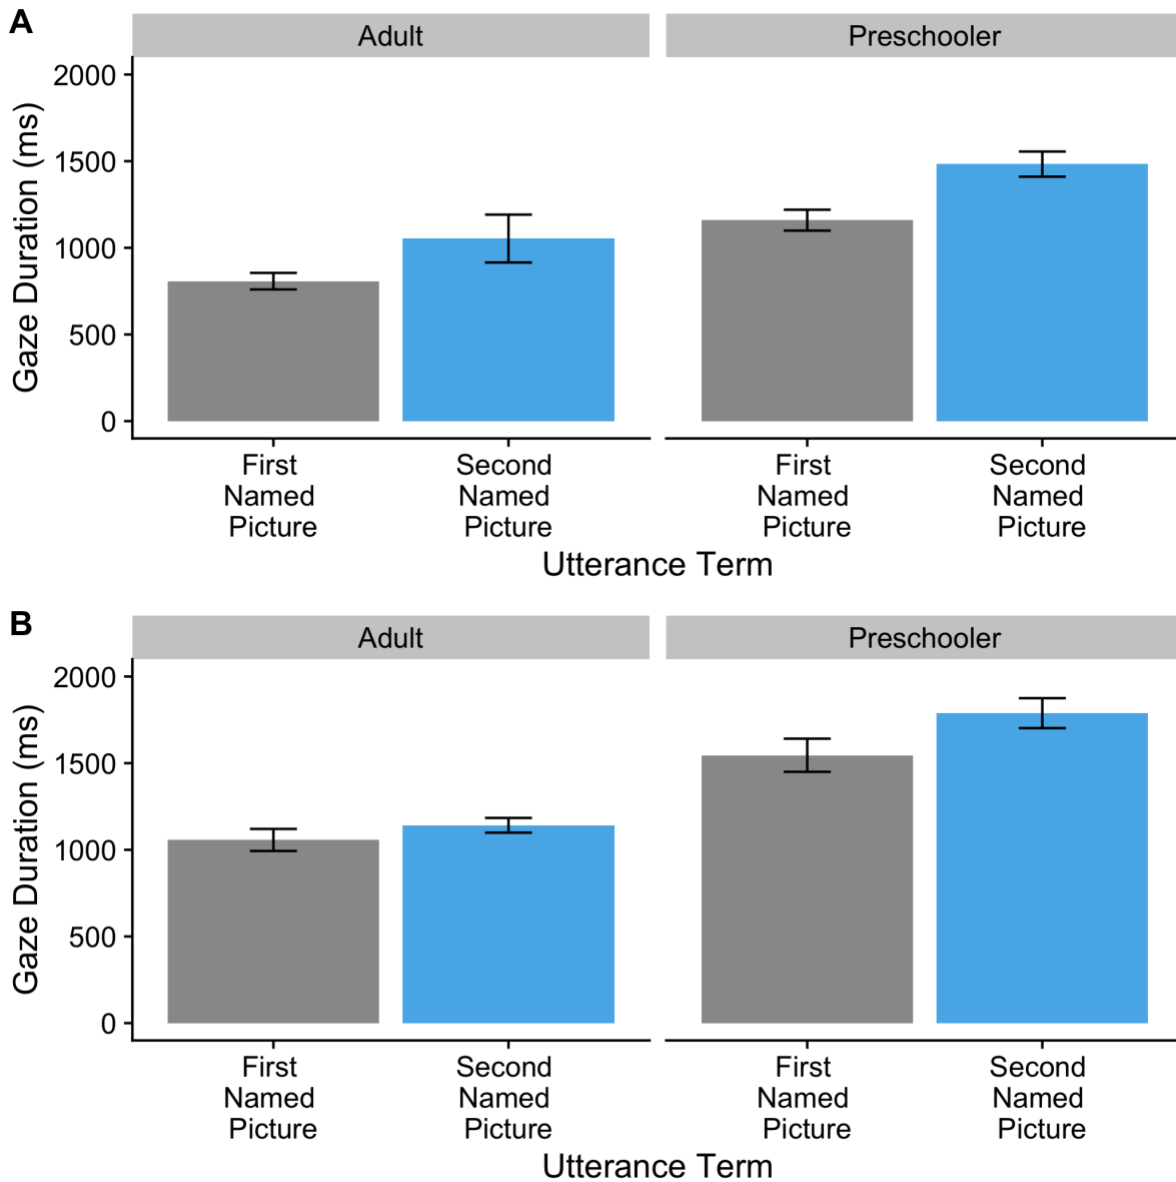 A
Adult Preschooler
Gaze Duration (ms)
2000
1500
1000
500
0
First Second First Second
Named Named Named Named
Picture Picture Picture Picture
Utterance Term
B
Adult Preschooler
Gaze Duration (ms)
2000
1500
1000
500
0
First Second First Second
Named Named Named Named
Picture Picture Picture Picture
Utterance Term